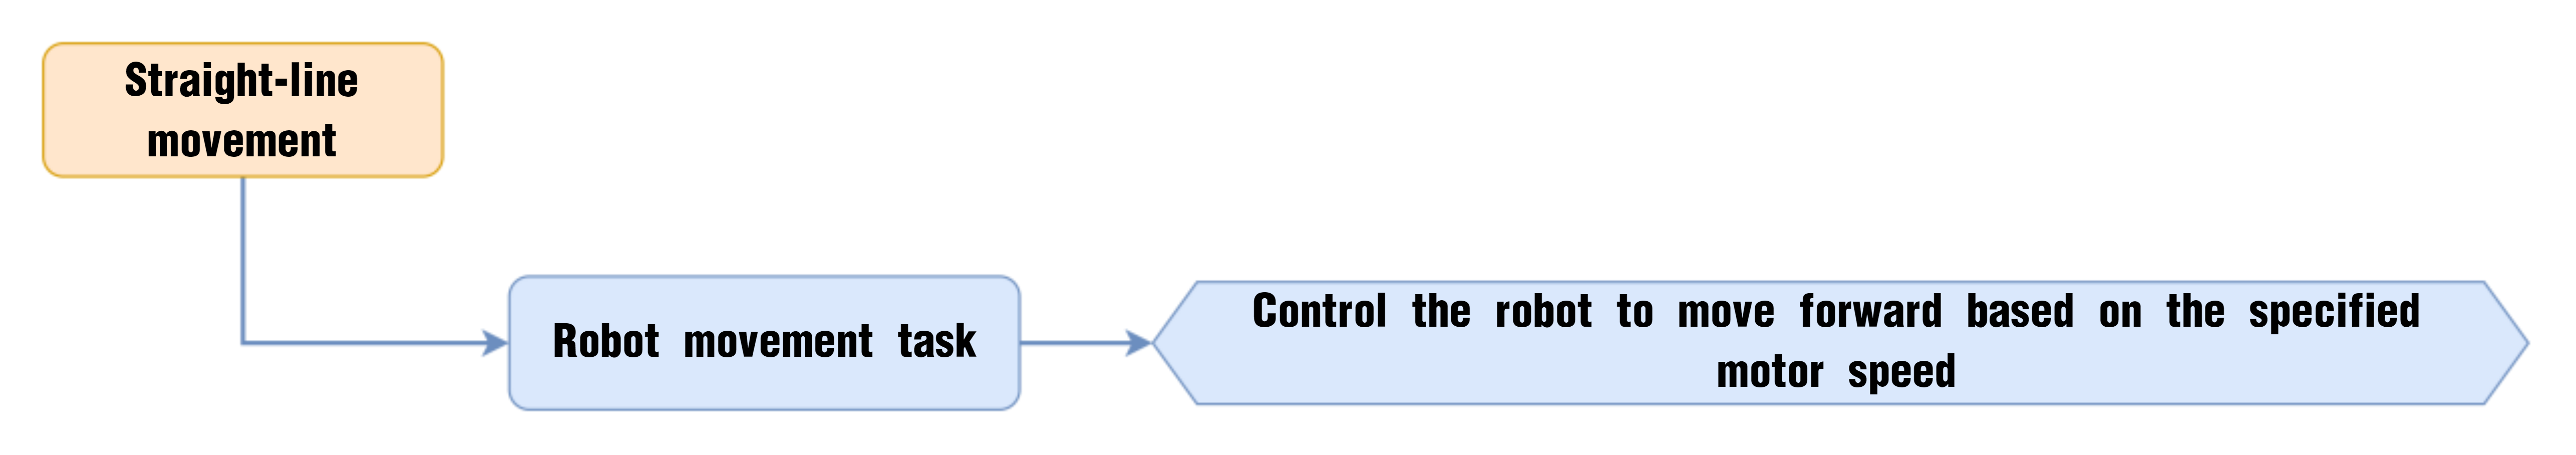 Straight-line
movement
Robot movement task
Control the robot to move forward based on the specified
motor speed